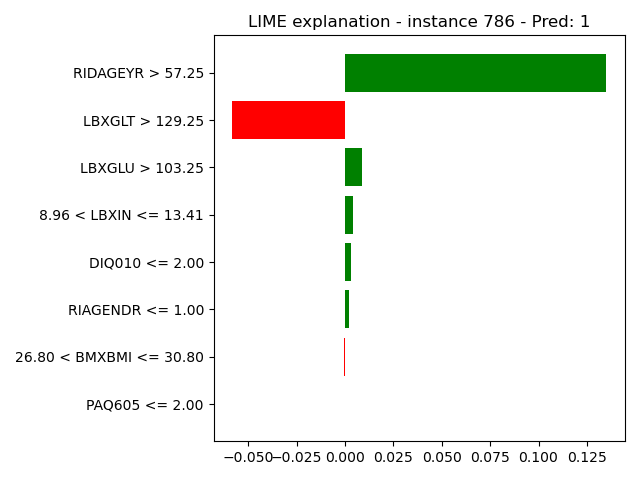 LIME explanation - instance 786 - Pred: 1
RIDAGEYR > 57.25
LBXGLT > 129.25
LBXGLU > 103.25
8.96 < LBXIN <= 13.41
DIQ010 <= 2.00
RIAGENDR <= 1.00
26.80 < BMXBMI <= 30.80
PAQ605 <= 2.00
−0.050 −0.025 0.000 0.025 0.050 0.075 0.100 0.125